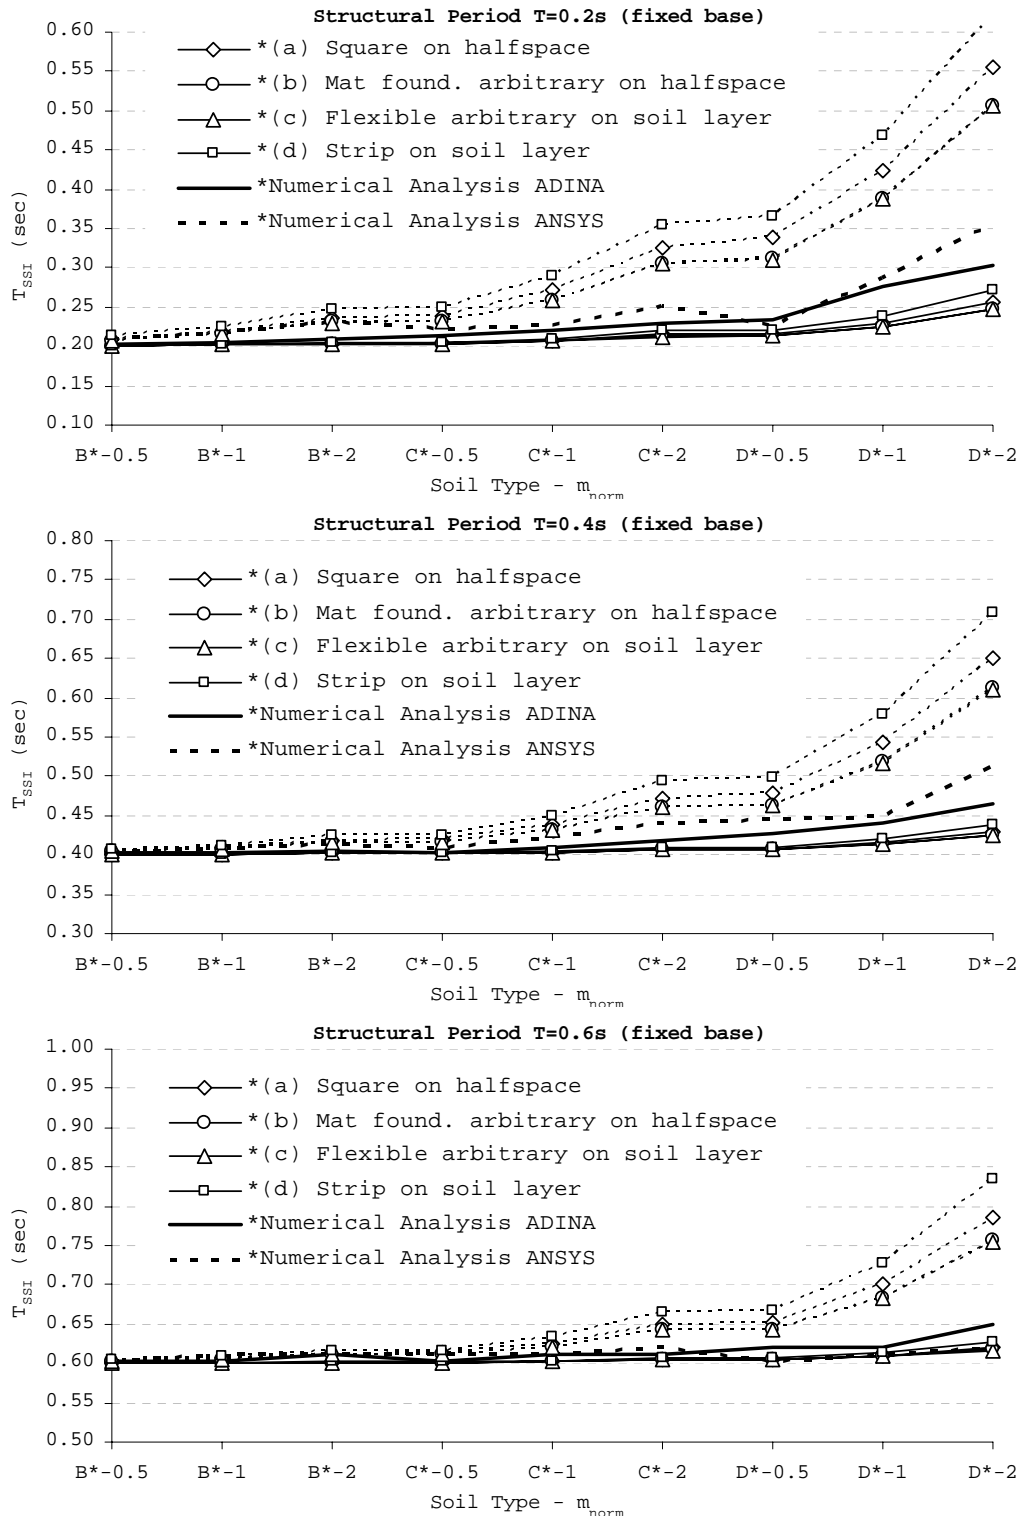 Structural Period T=0.2s (fixed base)
0.60
0.55
0.50
0.45
0.40
0.35
0.30
0.25
0.20
0.15
0.10
T_SSI (sec)
*(a) Square on halfspace
*(b) Mat found. arbitrary on halfspace
*(c) Flexible arbitrary on soil layer
*(d) Strip on soil layer
*Numerical Analysis ADINA
*Numerical Analysis ANSYS
B*-0.5 B*-1 B*-2 C*-0.5 C*-1 C*-2 D*-0.5 D*-1 D*-2
Soil Type - m_norm
Structural Period T=0.4s (fixed base)
0.80
0.75
0.70
0.65
0.60
0.55
0.50
0.45
0.40
0.35
0.30
T_SSI (sec)
*(a) Square on halfspace
*(b) Mat found. arbitrary on halfspace
*(c) Flexible arbitrary on soil layer
*(d) Strip on soil layer
*Numerical Analysis ADINA
*Numerical Analysis ANSYS
B*-0.5 B*-1 B*-2 C*-0.5 C*-1 C*-2 D*-0.5 D*-1 D*-2
Soil Type - m_norm
Structural Period T=0.6s (fixed base)
1.00
0.95
0.90
0.85
0.80
0.75
0.70
0.65
0.60
0.55
0.50
T_SSI (sec)
*(a) Square on halfspace
*(b) Mat found. arbitrary on halfspace
*(c) Flexible arbitrary on soil layer
*(d) Strip on soil layer
*Numerical Analysis ADINA
*Numerical Analysis ANSYS
B*-0.5 B*-1 B*-2 C*-0.5 C*-1 C*-2 D*-0.5 D*-1 D*-2
Soil Type - m_norm